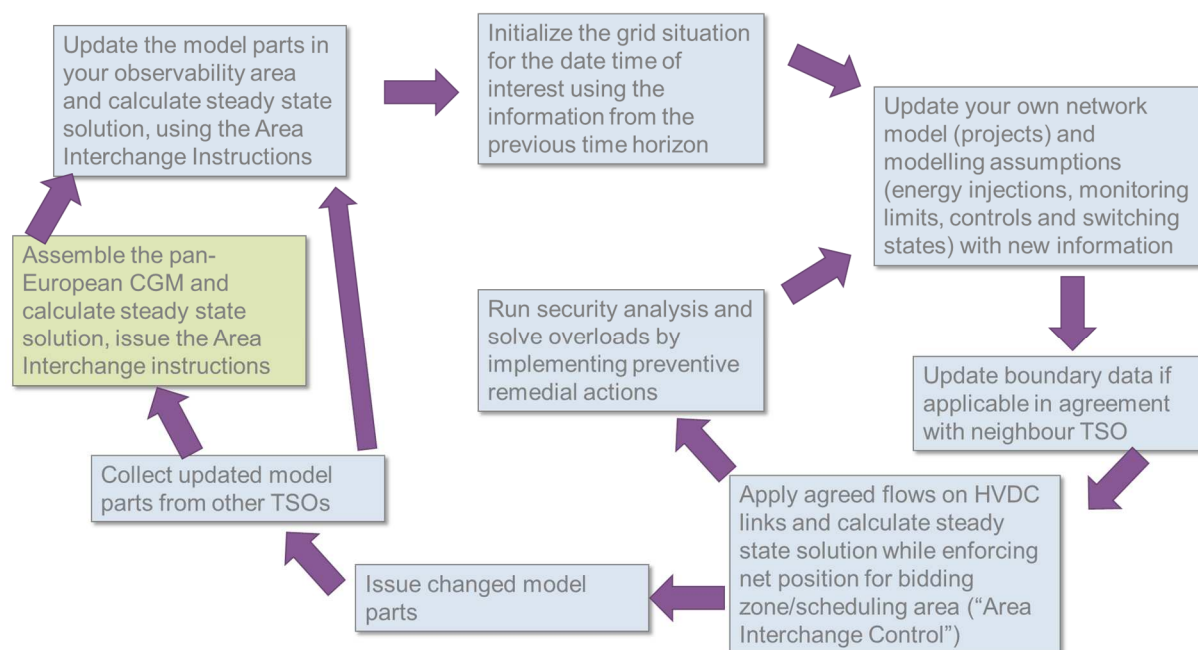 Update the model parts in
your observability area
and calculate steady state
solution, using the Area
Interchange Instructions
Initialize the grid situation
for the date time of
interest using the
information from the
previous time horizon
Update your own network
model (projects) and
modelling assumptions
(energy injections, monitoring
limits, controls and switching
states) with new information
Assemble the pan-
European CGM and
calculate steady state
solution, issue the Area
Interchange instructions
Run security analysis and
solve overloads by
implementing preventive
remedial actions
Update boundary data if
applicable in agreement
with neighbour TSO
Collect updated model
parts from other TSOs
Apply agreed flows on HVDC
links and calculate steady
state solution while enforcing
net position for bidding
zone/scheduling area (“Area
Interchange Control”)
Issue changed model
parts